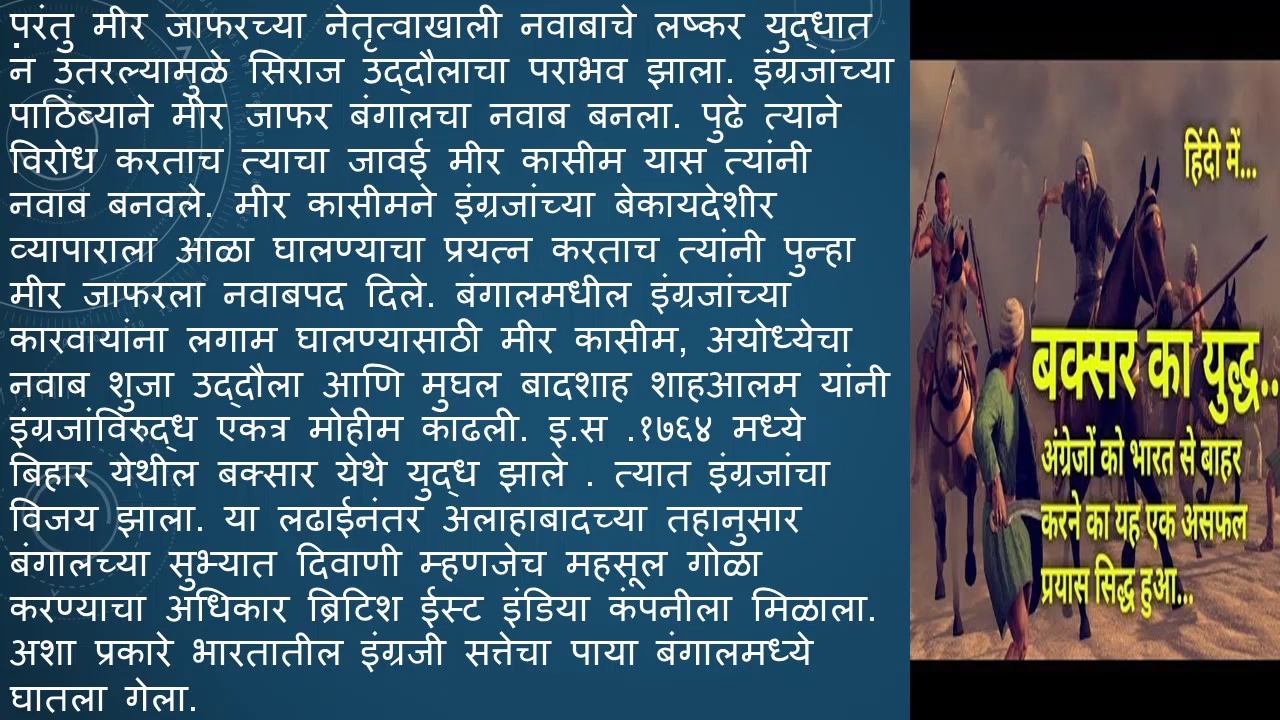 परंतु मीर जाफरच्या नेतृत्वाखाली नवाबाचे लष्कर युद्धात
न उतरल्यामुळे सिराज उद्दौलाचा पराभव झाला. इंग्रजांच्या
पाठिंब्याने मीर जाफर बंगालचा नवाब बनला. पुढे त्याने
विरोध करताच त्याचा जावई मीर कासीम यास त्यांनी
नवाब बनवले. मीर कासीमने इंग्रजांच्या बेकायदेशीर
व्यापाराला आळा घालण्याचा प्रयत्न करताच त्यांनी पुन्हा
मीर जाफरला नवाबपद दिले. बंगालमधील इंग्रजांच्या
कारवायांना लगाम घालण्यासाठी मीर कासीम, अयोध्येचा
नवाब शुजा उद्दौला आणि मुघल बादशाह शाहआलम यांनी
इंग्रजांविरुद्ध एकत्र मोहीम काढली. इ.स .१७६४ मध्ये
बिहार येथील बक्सार येथे युद्ध झाले . त्यात इंग्रजांचा
विजय झाला. या लढाईनंतर अलाहाबादच्या तहानुसार
बंगालच्या सुभ्यात दिवाणी म्हणजेच महसूल गोळा
करण्याचा अधिकार ब्रिटिश ईस्ट इंडिया कंपनीला मिळाला.
अशा प्रकारे भारतातील इंग्रजी सत्तेचा पाया बंगालमध्ये
घातला गेला.
हिंदी में...
बक्सर का युद्ध..
अंग्रेजों को भारत से बाहर
करने का यह एक असफल
प्रयास सिद्ध हुआ...